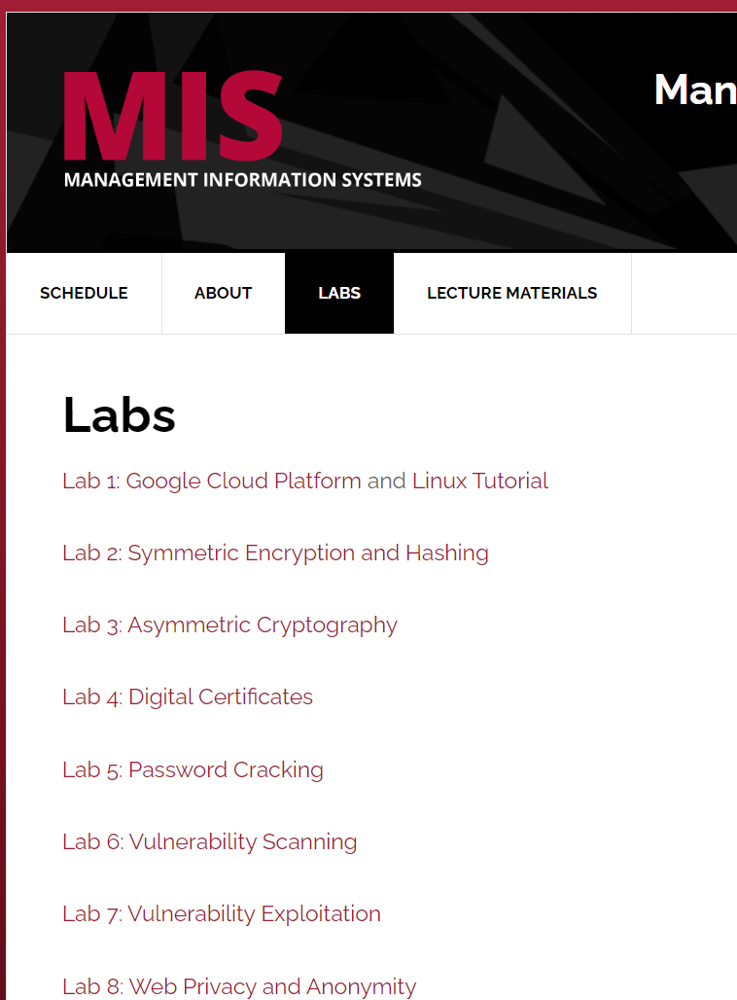 MIS
MANAGEMENT INFORMATION SYSTEMS
Man
SCHEDULE
ABOUT
LABS
LECTURE MATERIALS
Labs
Lab 1: Google Cloud Platform and Linux Tutorial
Lab 2: Symmetric Encryption and Hashing
Lab 3: Asymmetric Cryptography
Lab 4: Digital Certificates
Lab 5: Password Cracking
Lab 6: Vulnerability Scanning
Lab 7: Vulnerability Exploitation
Lab 8: Web Privacy and Anonymity